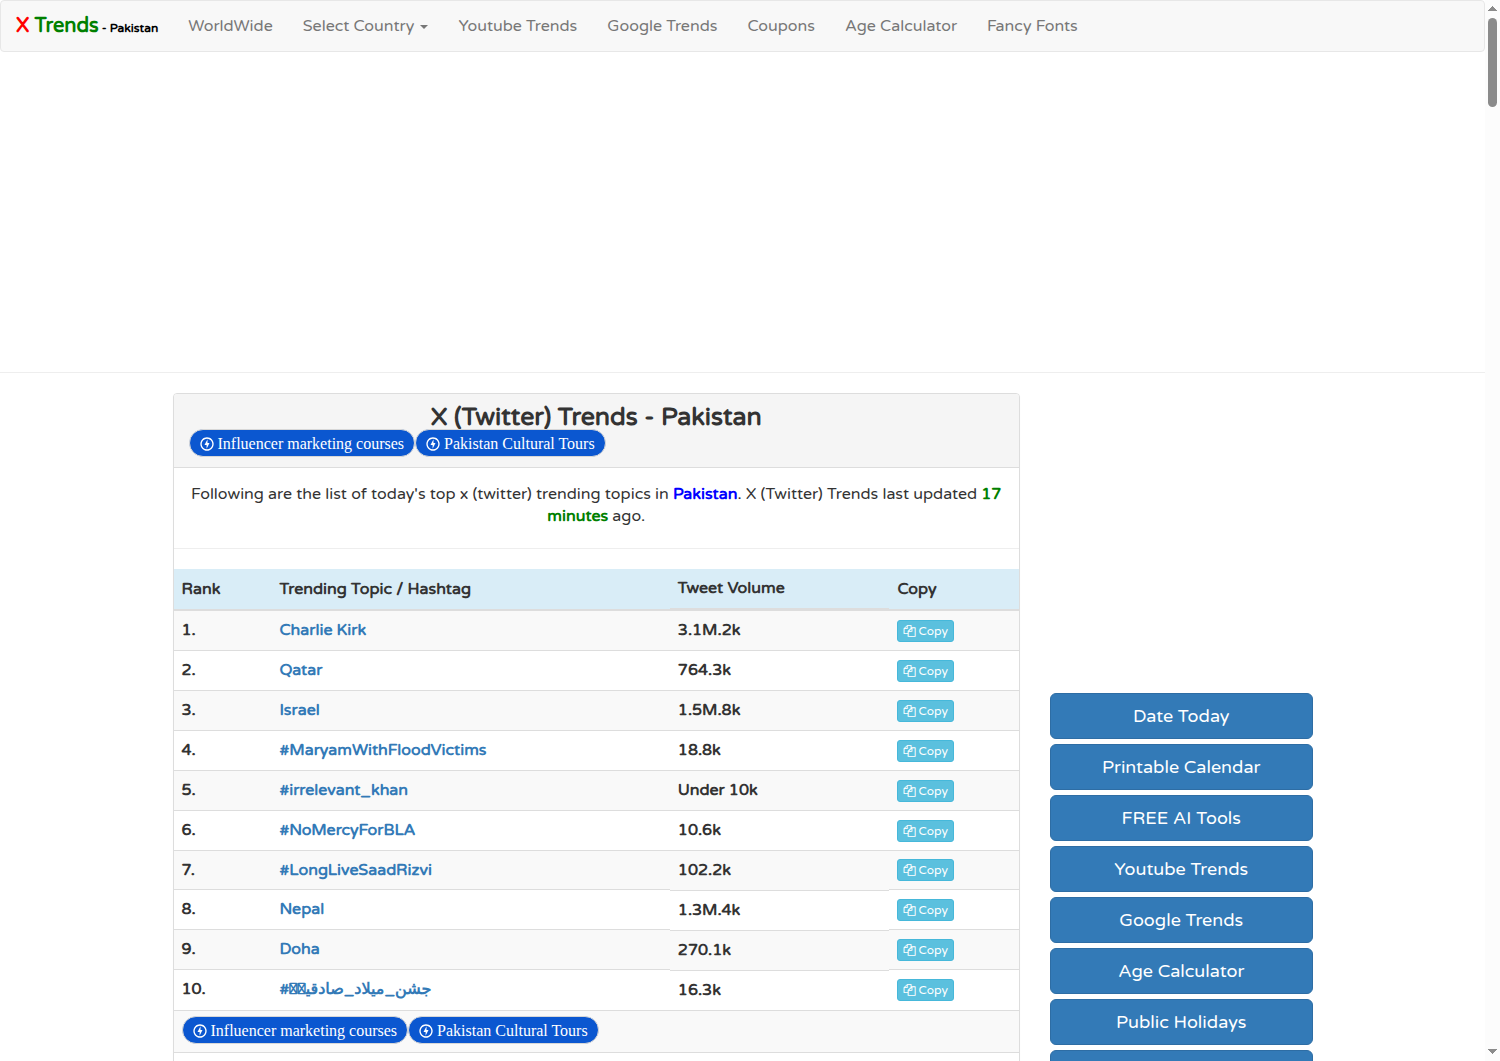 X Trends - Pakistan WorldWide Select Country Youtube Trends Google Trends Coupons Age Calculator Fancy Fonts
X (Twitter) Trends - Pakistan
Influencer marketing courses Pakistan Cultural Tours
Following are the list of today's top x (twitter) trending topics in Pakistan. X (Twitter) Trends last updated 17
minutes ago.
Rank Trending Topic / Hashtag Tweet Volume Copy
1. Charlie Kirk 3.1M.2k Copy
2. Qatar 764.3k Copy
3. Israel 1.5M.8k Copy
4. #MaryamWithFloodVictims 18.8k Copy
5. #irrelevant_khan Under 10k Copy
6. #NoMercyForBLA 10.6k Copy
7. #LongLiveSaadRizvi 102.2k Copy
8. Nepal 1.3M.4k Copy
9. Doha 270.1k Copy
10. #جشن_میلاد_صادقی 16.3k Copy
Influencer marketing courses Pakistan Cultural Tours
Date Today
Printable Calendar
FREE AI Tools
Youtube Trends
Google Trends
Age Calculator
Public Holidays